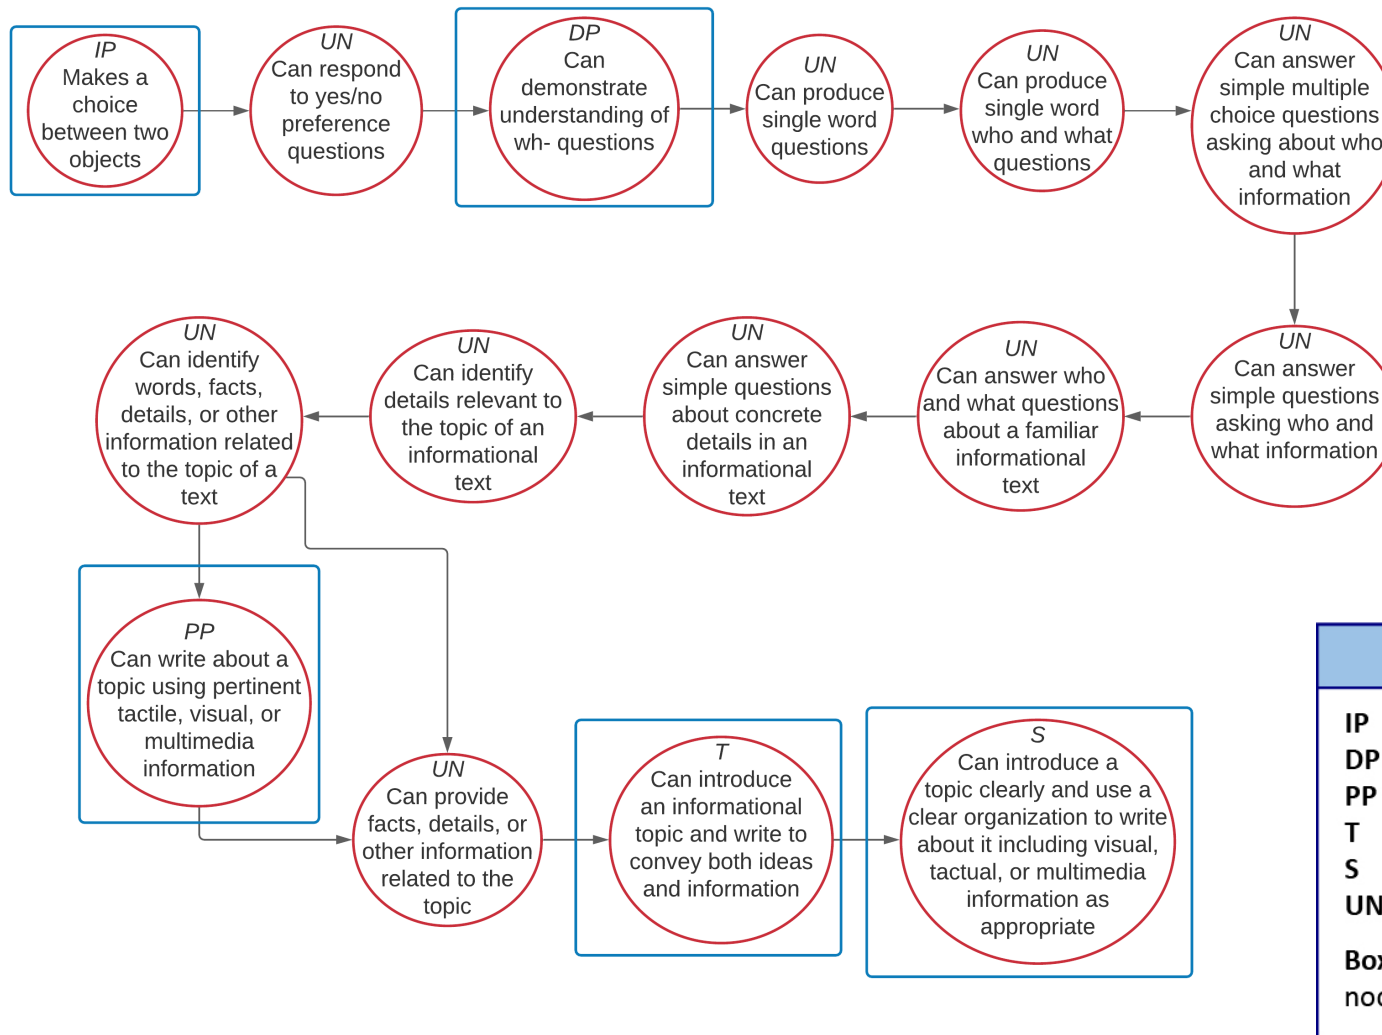 IP
Makes a
choice
between two
objects
UN
Can respond
to yes/no
preference
questions
DP
Can
demonstrate
understanding of
wh- questions
UN
Can produce
single word
questions
UN
Can produce
single word
who and what
questions
UN
Can answer
simple multiple
choice questions
asking about who
and what
information
UN
Can answer
simple questions
asking who and
what information
UN
Can answer who
and what questions
about a familiar
informational
text
UN
Can answer
simple questions
about concrete
details in an
informational
text
UN
Can identify
details relevant to
the topic of an
informational
text
UN
Can identify
words, facts,
details, or other
information related
to the topic of a
text
PP
Can write about a
topic using pertinent
tactile, visual, or
multimedia
information
UN
Can provide
facts, details, or
other information
related to the
topic
T
Can introduce
an informational
topic and write to
convey both ideas
and information
S
Can introduce a
topic clearly and use a
clear organization to write
about it including visual,
tactual, or multimedia
information as
appropriate
IP
DP
PP
T
S
UN